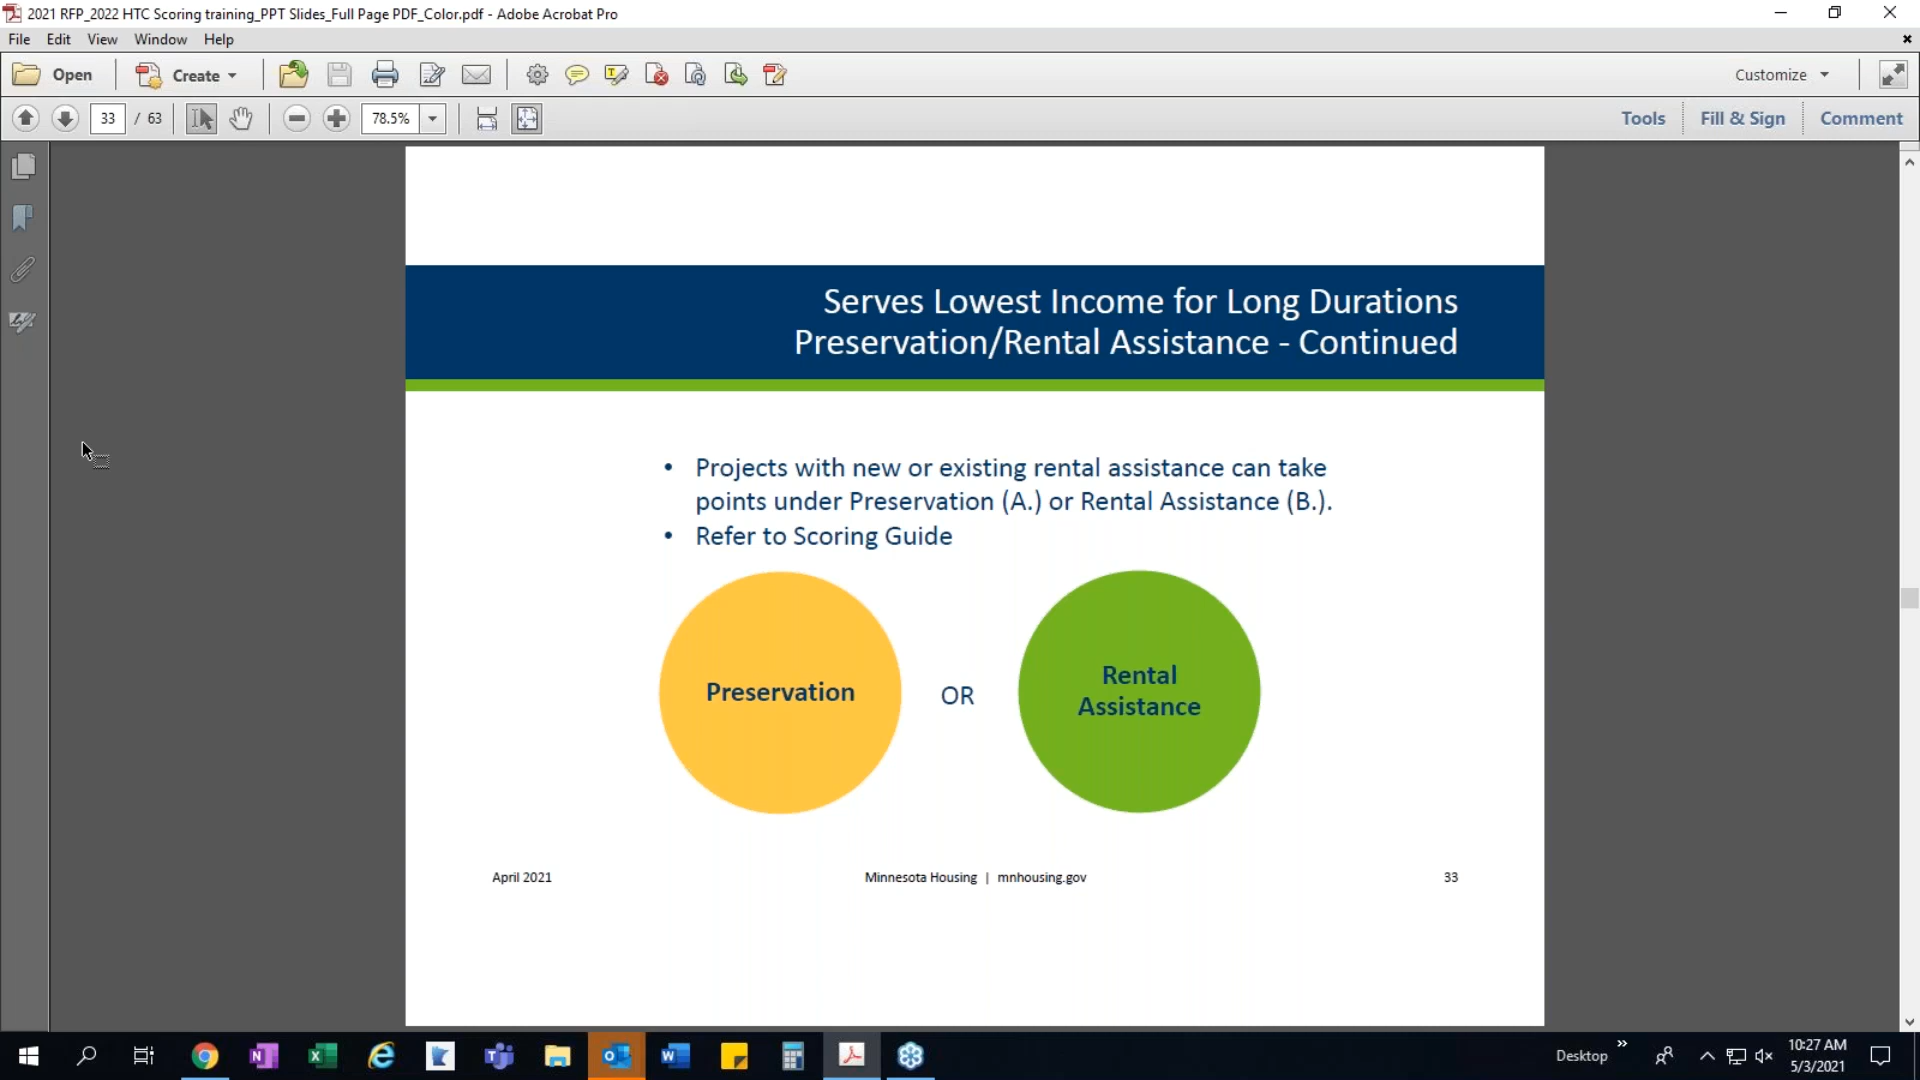 2021 RFP_2022 HTC Scoring training_PPT Slides_Full Page PDF_Color.pdf - Adobe Acrobat Pro
File Edit View Window Help
Open Create Customize
33 / 63 78.5% Tools Fill & Sign Comment
Serves Lowest Income for Long Durations
Preservation/Rental Assistance - Continued
• Projects with new or existing rental assistance can take
points under Preservation (A.) or Rental Assistance (B.).
• Refer to Scoring Guide
Preservation
OR
Rental
Assistance
April 2021 Minnesota Housing | mnhousing.gov 33
Desktop
10:27 AM
5/3/2021